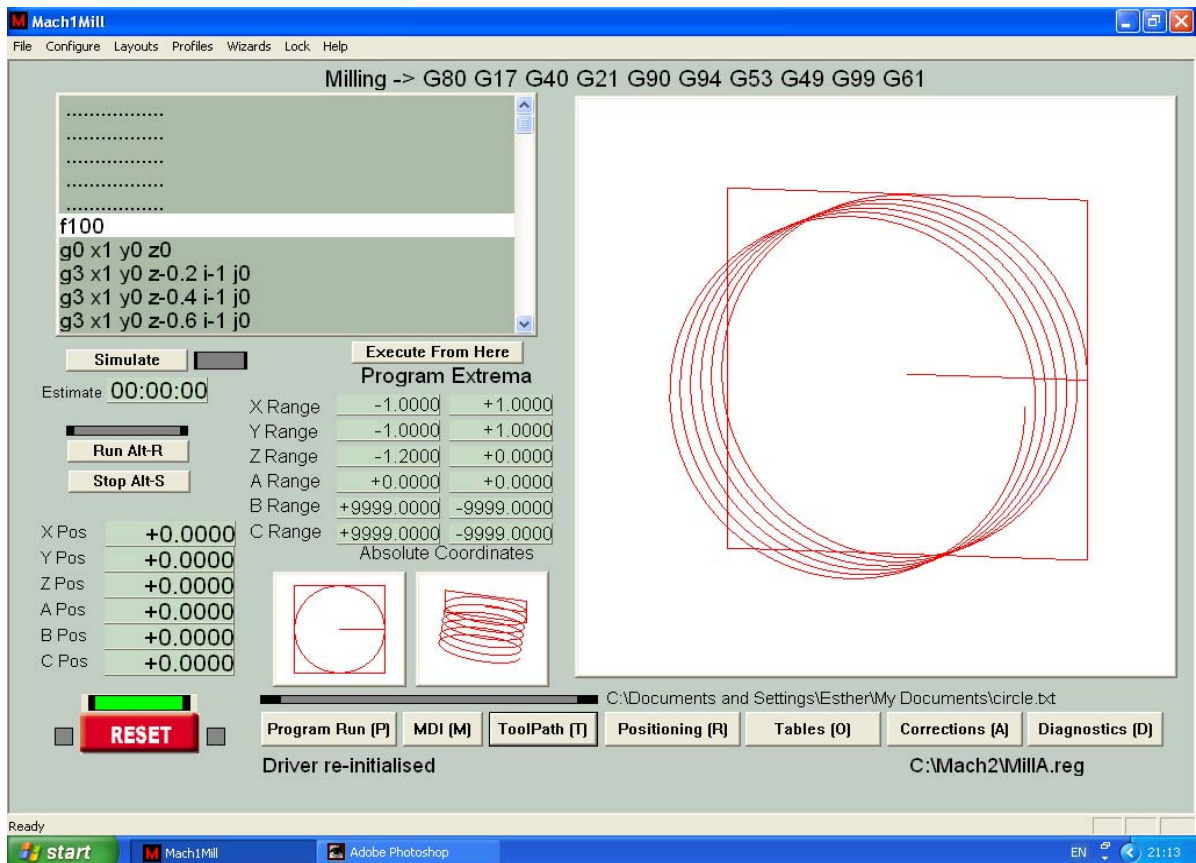 Mach1Mill
File Configure Layouts Profiles Wizards Lock Help
Milling -> G80 G17 G40 G21 G90 G94 G53 G49 G99 G61
.................
.................
.................
.................
.................
f100
g0 x1 y0 z0
g3 x1 y0 z-0.2 i-1 j0
g3 x1 y0 z-0.4 i-1 j0
g3 x1 y0 z-0.6 i-1 j0
Simulate
Execute From Here
Estimate 00:00:00
Program Extrema
X Range -1.0000 +1.0000
Y Range -1.0000 +1.0000
Z Range -1.2000 +0.0000
A Range +0.0000 +0.0000
B Range +9999.0000 -9999.0000
C Range +9999.0000 -9999.0000
Absolute Coordinates
Run Alt-R
Stop Alt-S
X Pos +0.0000
Y Pos +0.0000
Z Pos +0.0000
A Pos +0.0000
B Pos +0.0000
C Pos +0.0000
RESET
C:\Documents and Settings\Esther\My Documents\circle.txt
Program Run (P) MDI (M) ToolPath (T) Positioning (R) Tables (O) Corrections (A) Diagnostics (D)
Driver re-initialised
C:\Mach2\MillA.reg
Ready
start M Mach1Mill Adobe Photoshop EN 21:13